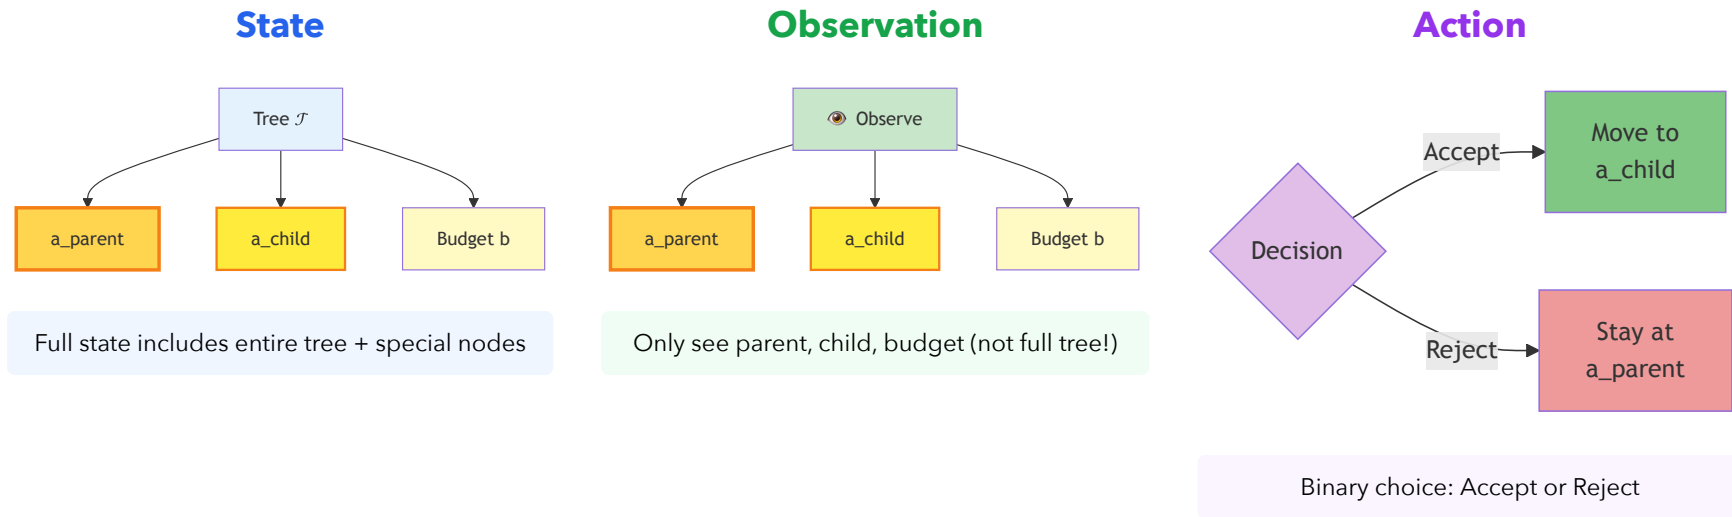 State
Tree 𝒯
a_parent
a_child
Budget b
Full state includes entire tree + special nodes
Observation
👁 Observe
a_parent
a_child
Budget b
Only see parent, child, budget (not full tree!)
Action
Decision
Accept
Move to
a_child
Reject
Stay at
a_parent
Binary choice: Accept or Reject